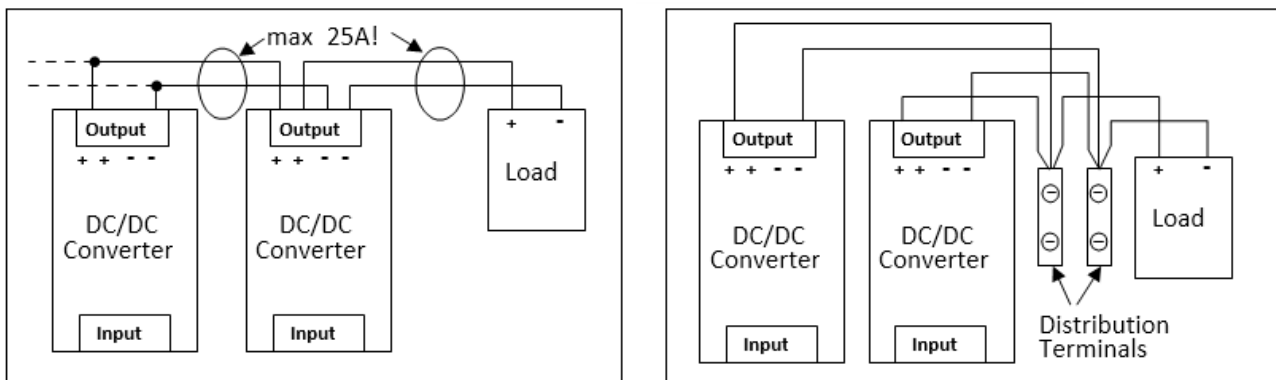 max 25A!
Output
Output
+ -
+ + - -
+ + - -
Load
DC/DC
Converter
DC/DC
Converter
Input
Input
Output
Output
+ + - -
+ + - -
+ -
Load
DC/DC
Converter
DC/DC
Converter
Input
Input
Distribution
Terminals